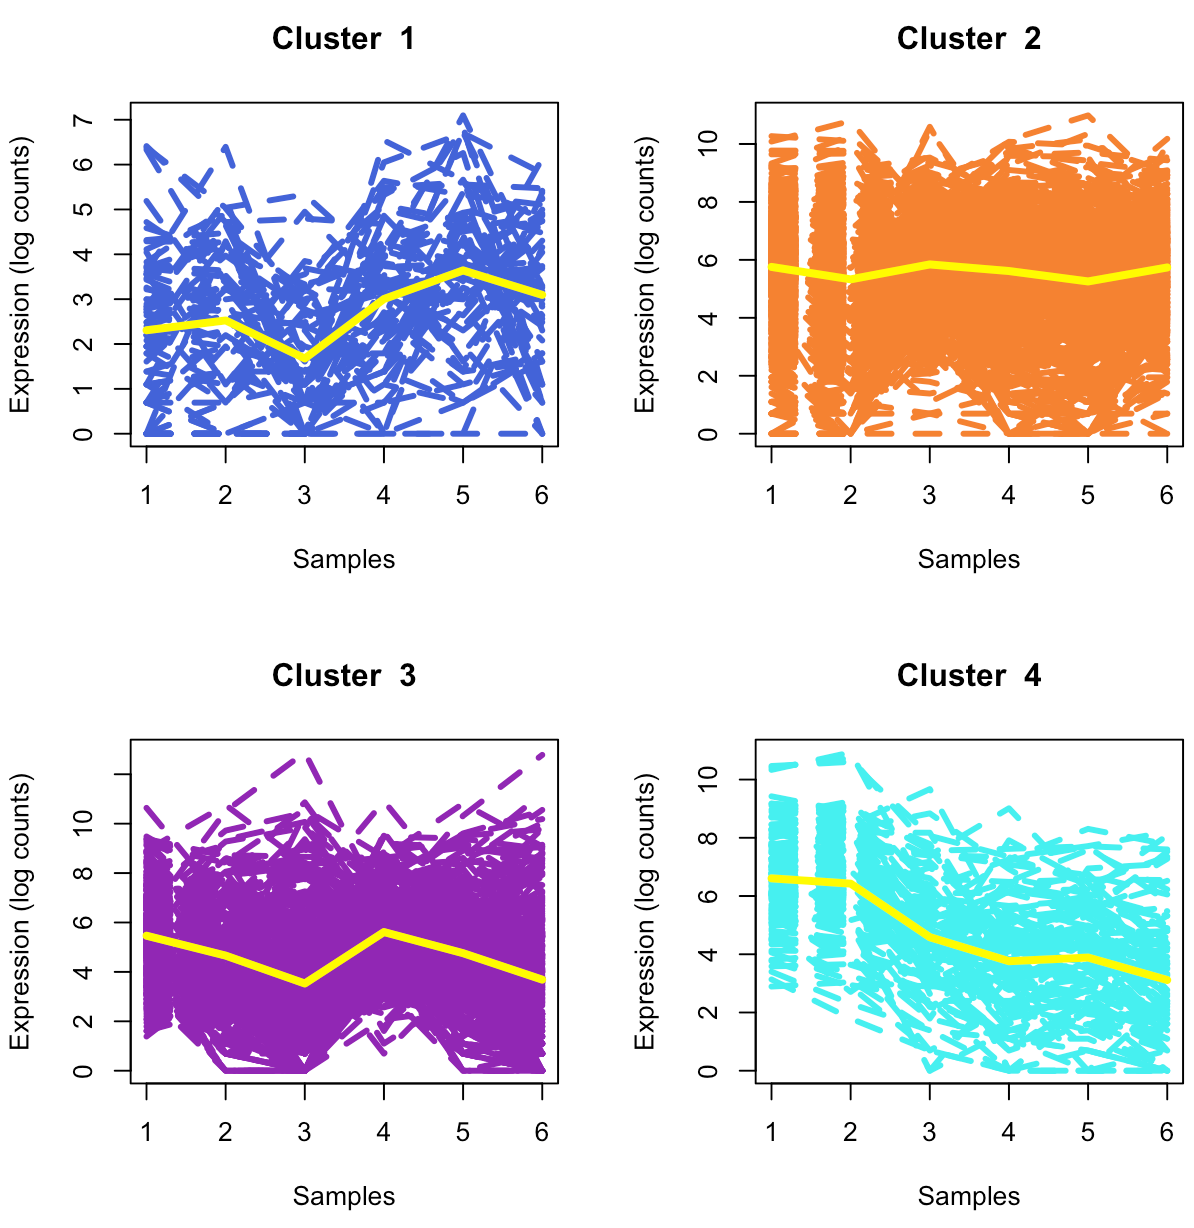 Cluster 1
Expression (log counts)
0 1 2 3 4 5 6 7
1 2 3 4 5 6
Samples
Cluster 2
Expression (log counts)
0 2 4 6 8 10
1 2 3 4 5 6
Samples
Cluster 3
Expression (log counts)
0 2 4 6 8 10
1 2 3 4 5 6
Samples
Cluster 4
Expression (log counts)
0 2 4 6 8 10
1 2 3 4 5 6
Samples